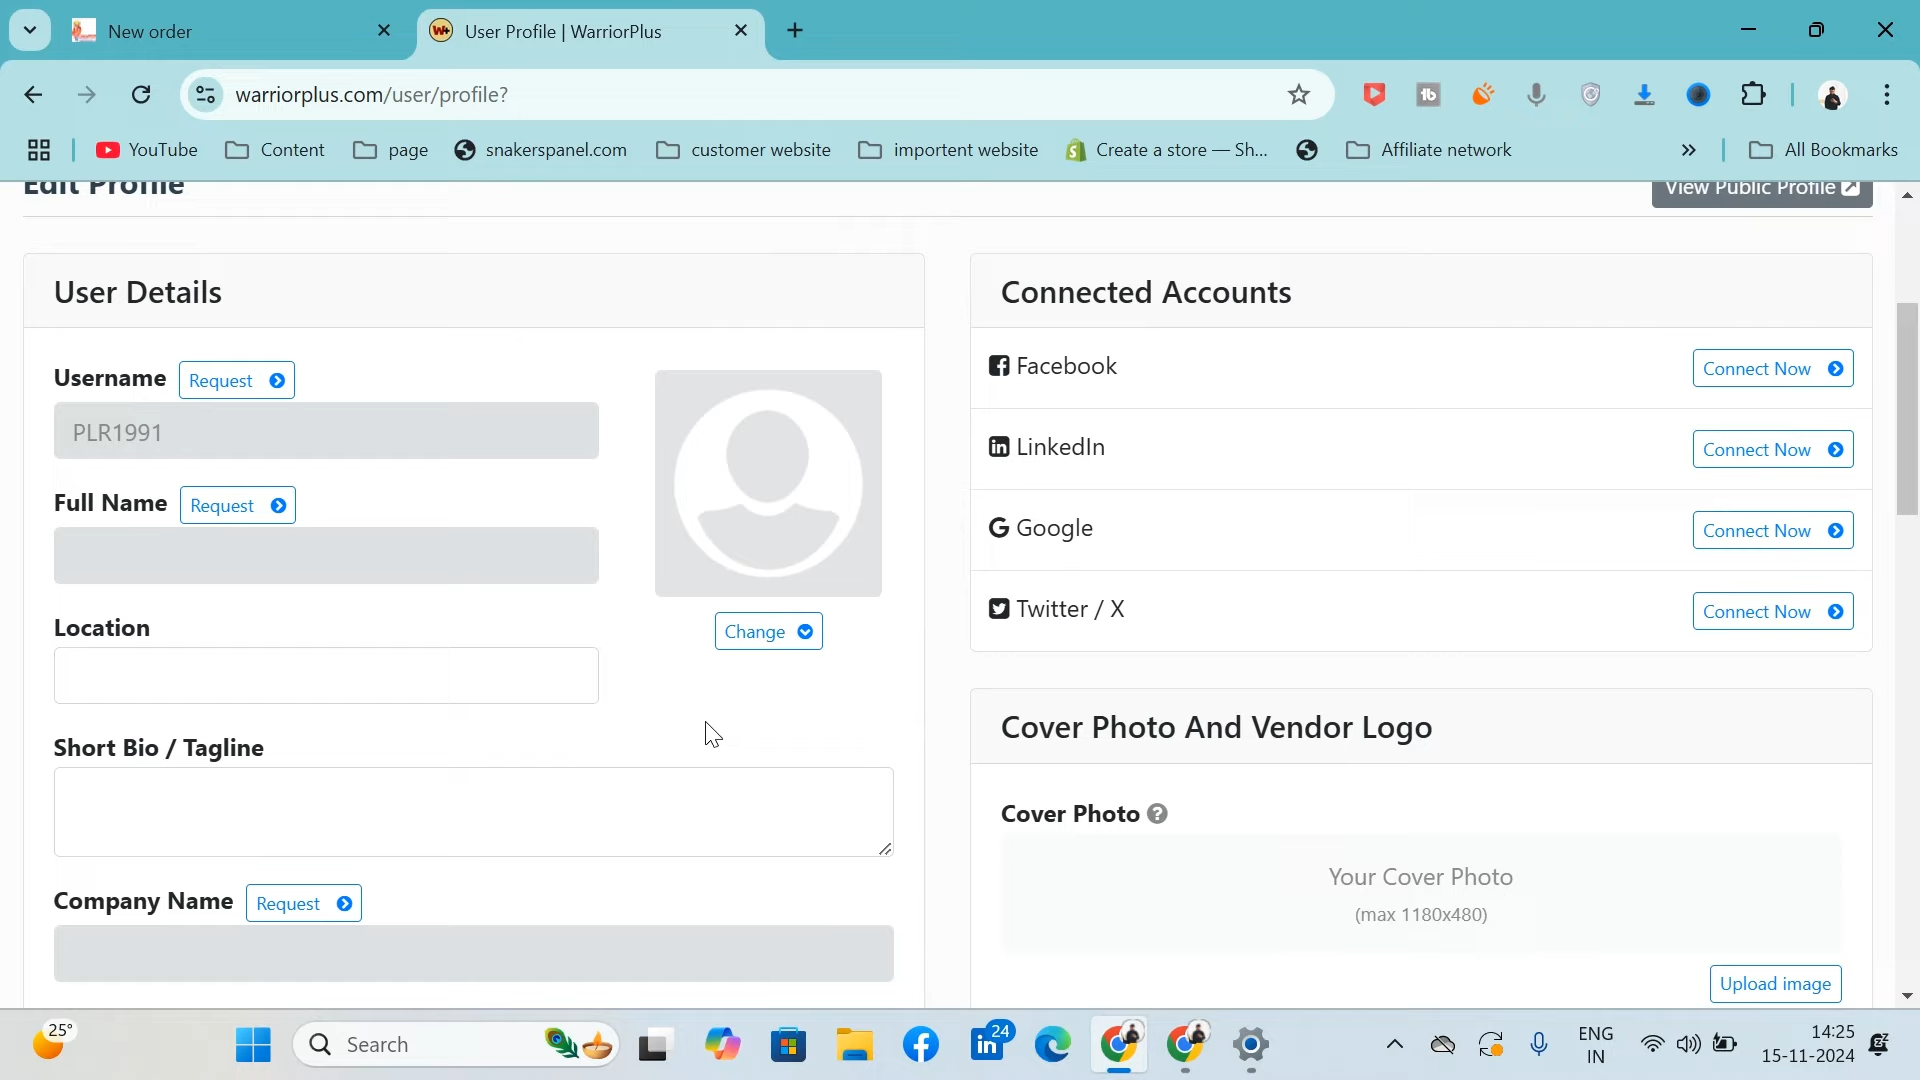 New order
User Profile | WarriorPlus
warriorplus.com/user/profile?
YouTube
Content
page
snakerspanel.com
customer website
importent website
Create a store — Sh...
Affiliate network
All Bookmarks
Edit Profile
View Public Profile
User Details
Username
Request
PLR1991
Full Name
Request
Location
Change
Short Bio / Tagline
Company Name
Request
Connected Accounts
Facebook
Connect Now
LinkedIn
Connect Now
Google
Connect Now
Twitter / X
Connect Now
Cover Photo And Vendor Logo
Cover Photo
Your Cover Photo
(max 1180x480)
Upload image
25°
Search
24
ENG
IN
14:25
15-11-2024